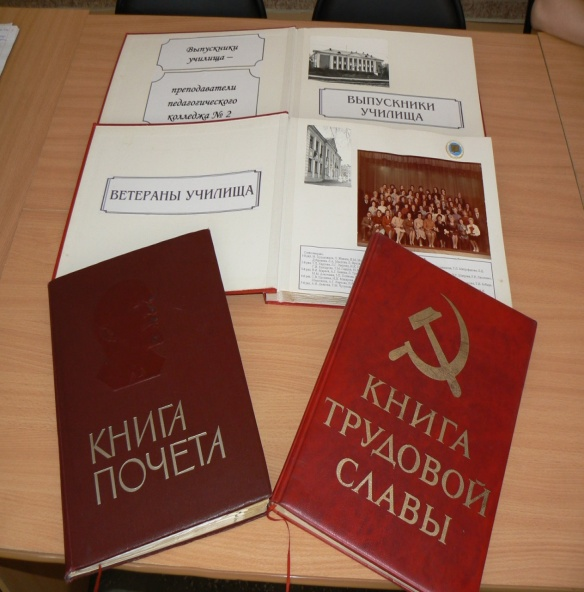 Выпускники
училища –
преподаватели
педагогического
колледжа № 2
ВЫПУСКНИКИ
УЧИЛИЩА
ВЕТЕРАНЫ УЧИЛИЩА
КНИГА
ПОЧЕТА
КНИГА
ТРУДОВОЙ
СЛАВЫ